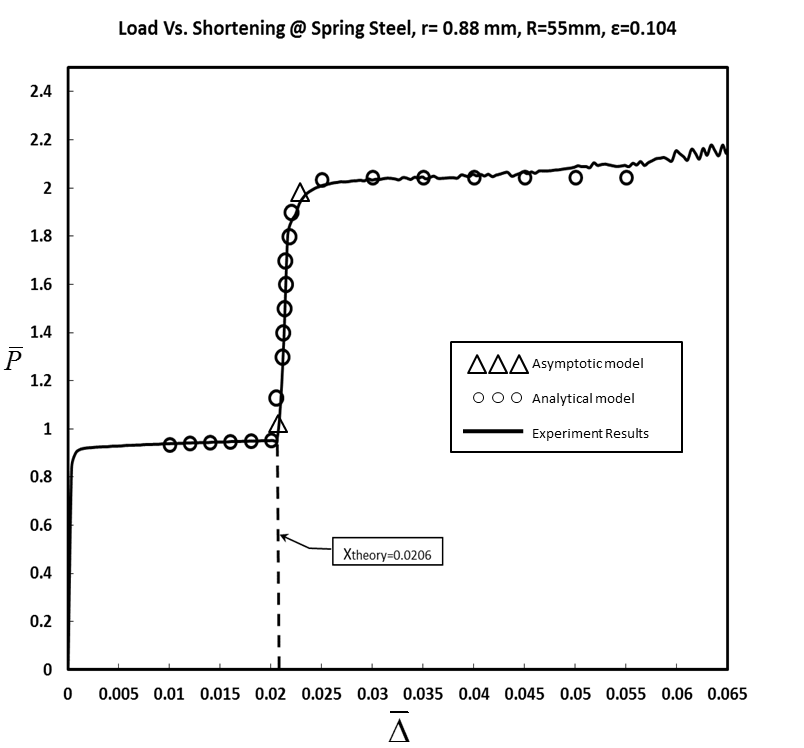 Load Vs. Shortening @ Spring Steel, r= 0.88 mm, R=55mm, ε=0.104
2.4
2.2
2
1.8
1.6
1.4
1.2
1
0.8
0.6
0.4
0.2
0
P̅
Asymptotic model
Analytical model
Experiment Results
Xtheory=0.0206
0 0.005 0.01 0.015 0.02 0.025 0.03 0.035 0.04 0.045 0.05 0.055 0.06 0.065
Δ̅